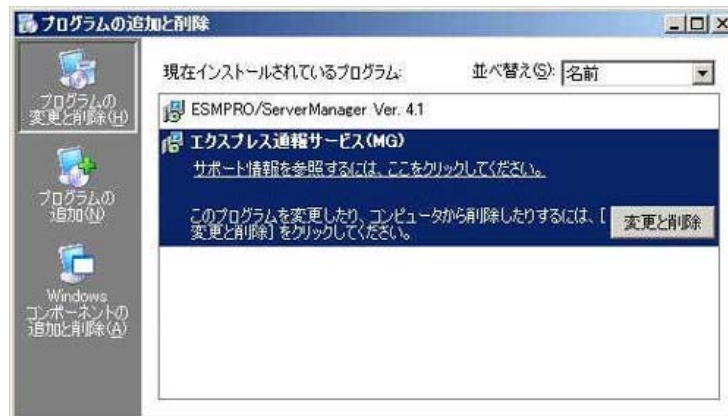 プログラムの追加と削除
プログラムの
変更と削除(H)
プログラムの
追加(N)
Windows
コンポーネントの
追加と削除(A)
現在インストールされているプログラム:
並べ替え(S): 名前
ESMPRO/ServerManager Ver. 4.1
エクスプレス通報サービス(MG)
サポート情報を参照するには、ここをクリックしてください。
このプログラムを変更したり、コンピュータから削除したりするには、[
変更と削除] をクリックしてください。
変更と削除